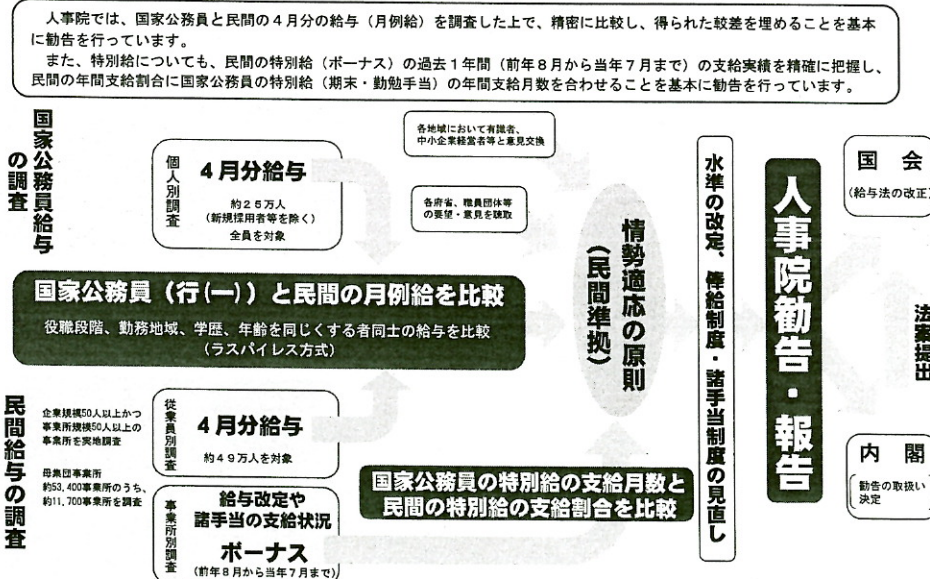 人事院では、国家公務員と民間の４月分の給与（月例給）を調査した上で、精密に比較し、得られた較差を埋めることを基本
に勧告を行っています。
また、特別給についても、民間の特別給（ボーナス）の過去１年間（前年８月から当年７月まで）の支給実績を精確に把握し、
民間の年間支給割合に国家公務員の特別給（期末・勤勉手当）の年間支給月数を合わせることを基本に勧告を行っています。
国家公務員給与
の調査
個人別調査
４月分給与
約２５万人
（新規採用者等を除く）
全員を対象
各地域において有識者、
中小企業経営者等と意見交換
各府省、職員団体等
の要望・意見を聴取
国家公務員（行(一)）と民間の月例給を比較
役職段階、勤務地域、学歴、年齢を同じくする者同士の給与を比較
（ラスパイレス方式）
民間給与の調査
企業規模50人以上かつ
事業所規模50人以上の
事業所を実地調査
母集団事業所
約53,400事業所のうち、
約11,700事業所を調査
従業員別調査
４月分給与
約４９万人を対象
事業所別調査
給与改定や
諸手当の支給状況
ボーナス
（前年８月から当年７月まで）
国家公務員の特別給の支給月数と
民間の特別給の支給割合を比較
情勢適応の原則
（民間準拠）
水準の改定、俸給制度・諸手当制度の見直し
人事院勧告・報告
国会
（給与法の改正）
法案提出
内閣
勧告の取扱い
決定